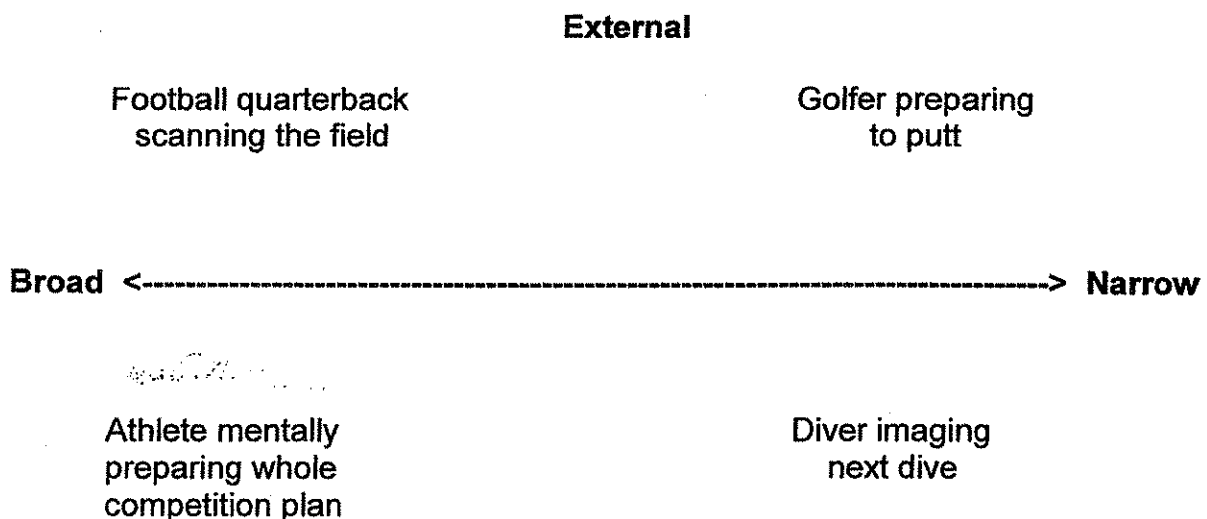 External
Football quarterback
scanning the field
Golfer preparing
to putt
Broad <--------------------------------------------------------------------------------> Narrow
Athlete mentally
preparing whole
competition plan
Diver imaging
next dive